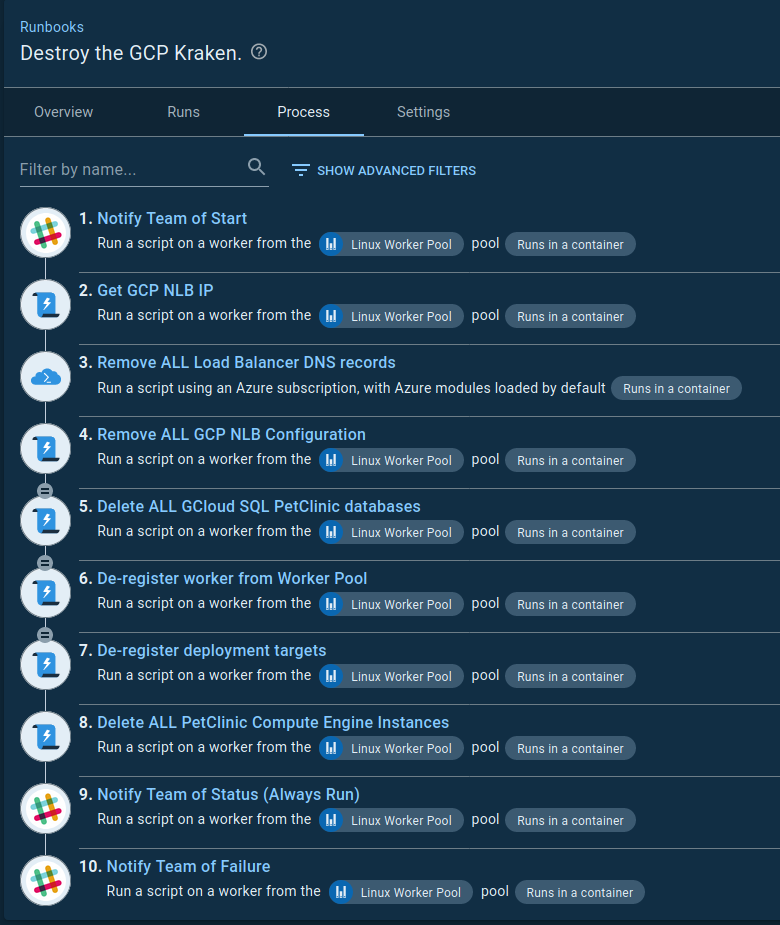 Runbooks
Destroy the GCP Kraken.
Overview Runs Process Settings
Filter by name... SHOW ADVANCED FILTERS
1. Notify Team of Start
Run a script on a worker from the Linux Worker Pool pool Runs in a container
2. Get GCP NLB IP
Run a script on a worker from the Linux Worker Pool pool Runs in a container
3. Remove ALL Load Balancer DNS records
Run a script using an Azure subscription, with Azure modules loaded by default Runs in a container
4. Remove ALL GCP NLB Configuration
Run a script on a worker from the Linux Worker Pool pool Runs in a container
5. Delete ALL GCloud SQL PetClinic databases
Run a script on a worker from the Linux Worker Pool pool Runs in a container
6. De-register worker from Worker Pool
Run a script on a worker from the Linux Worker Pool pool Runs in a container
7. De-register deployment targets
Run a script on a worker from the Linux Worker Pool pool Runs in a container
8. Delete ALL PetClinic Compute Engine Instances
Run a script on a worker from the Linux Worker Pool pool Runs in a container
9. Notify Team of Status (Always Run)
Run a script on a worker from the Linux Worker Pool pool Runs in a container
10. Notify Team of Failure
Run a script on a worker from the Linux Worker Pool pool Runs in a container